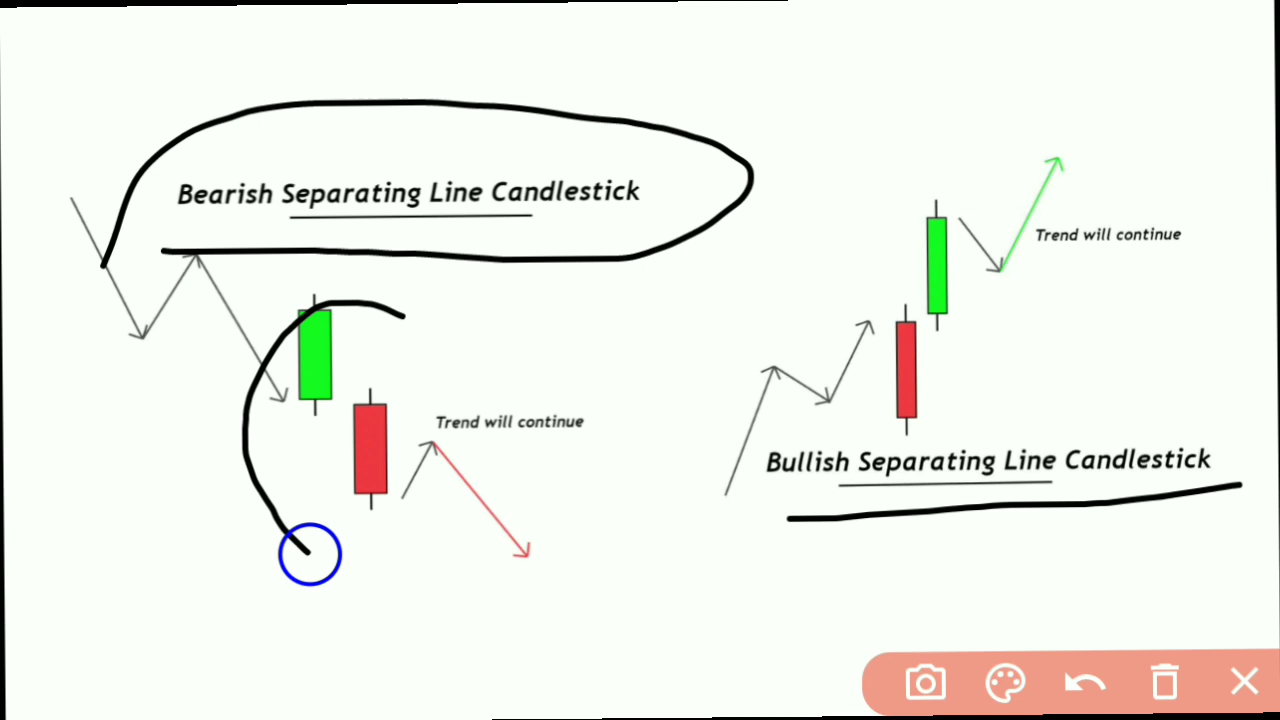 Bearish Separating Line Candlestick
Trend will continue
Trend will continue
Bullish Separating Line Candlestick